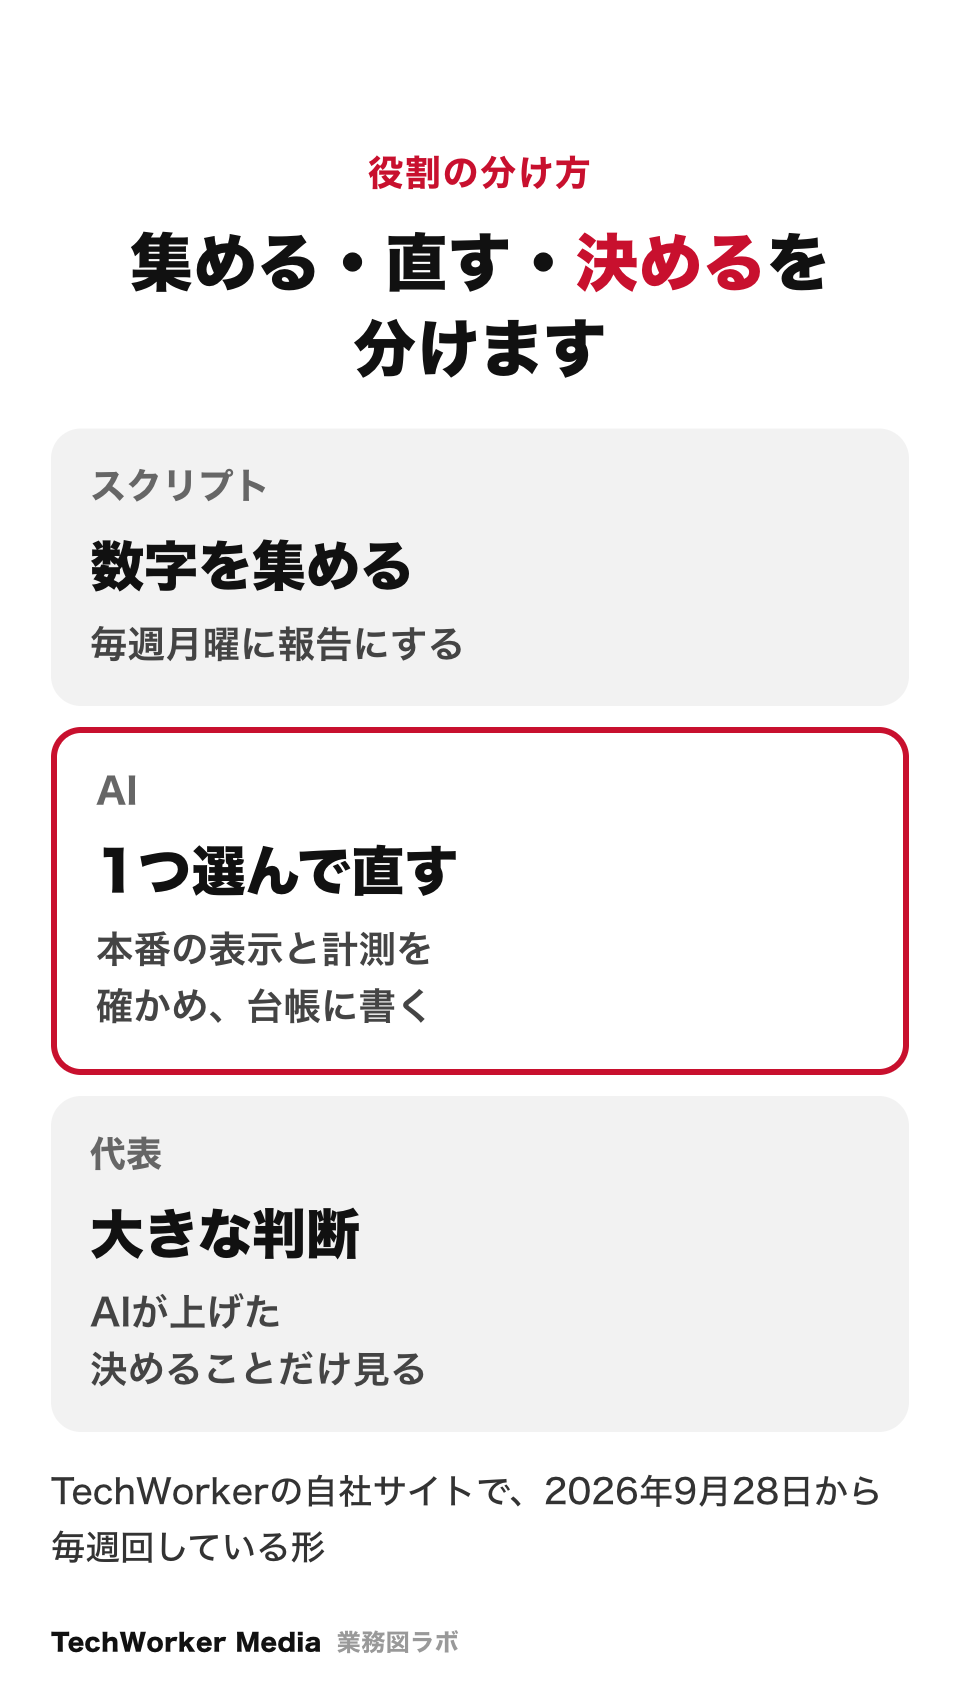 役割の分け方
集める・直す・決めるを
分けます
スクリプト
数字を集める
毎週月曜に報告にする
AI
1つ選んで直す
本番の表示と計測を
確かめ、台帳に書く
代表
大きな判断
AIが上げた
決めることだけ見る
TechWorkerの自社サイトで、2026年9月28日から
毎週回している形
TechWorker Media 業務図ラボ